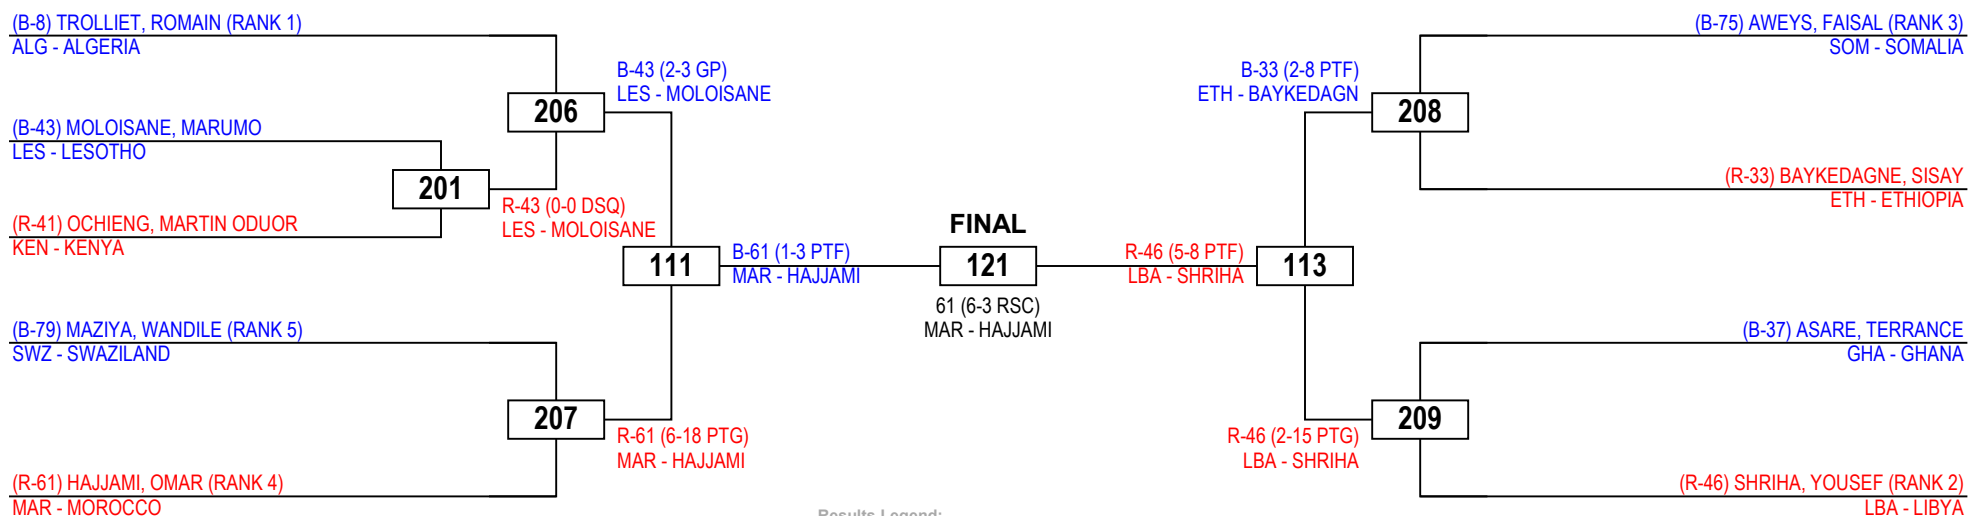 (B-8) TROLLIET, ROMAIN (RANK 1)
ALG - ALGERIA
(B-43) MOLOISANE, MARUMO
LES - LESOTHO
(R-41) OCHIENG, MARTIN ODUOR
KEN - KENYA
(B-79) MAZIYA, WANDILE (RANK 5)
SWZ - SWAZILAND
(R-61) HAJJAMI, OMAR (RANK 4)
MAR - MOROCCO
201
R-43 (0-0 DSQ)
LES - MOLOISANE
206
B-43 (2-3 GP)
LES - MOLOISANE
207
R-61 (6-18 PTG)
MAR - HAJJAMI
111
B-61 (1-3 PTF)
MAR - HAJJAMI
FINAL
121
61 (6-3 RSC)
MAR - HAJJAMI
R-46 (5-8 PTF)
LBA - SHRIHA
113
B-33 (2-8 PTF)
ETH - BAYKEDAGN
208
R-46 (2-15 PTG)
LBA - SHRIHA
209
(B-75) AWEYS, FAISAL (RANK 3)
SOM - SOMALIA
(R-33) BAYKEDAGNE, SISAY
ETH - ETHIOPIA
(B-37) ASARE, TERRANCE
GHA - GHANA
(R-46) SHRIHA, YOUSEF (RANK 2)
LBA - LIBYA
Results Legend: